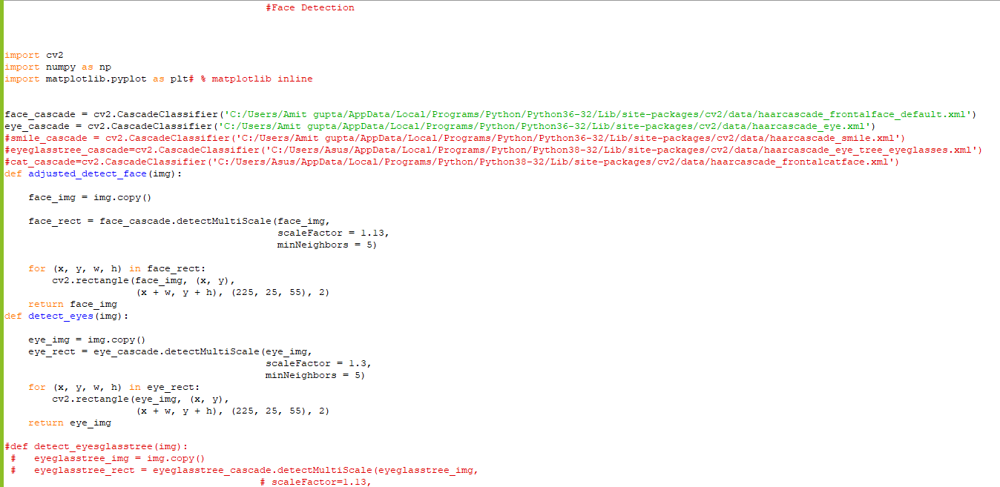 #Face Detection
import cv2
import numpy as np
import matplotlib.pyplot as plt# % matplotlib inline
face_cascade = cv2.CascadeClassifier('C:/Users/Amit gupta/AppData/Local/Programs/Python/Python36-32/Lib/site-packages/cv2/data/haarcascade_frontalface_default.xml')
eye_cascade = cv2.CascadeClassifier('C:/Users/Amit gupta/AppData/Local/Programs/Python/Python36-32/Lib/site-packages/cv2/data/haarcascade_eye.xml')
#smile_cascade = cv2.CascadeClassifier('C:/Users/Amit gupta/AppData/Local/Programs/Python/Python36-32/Lib/site-packages/cv2/data/haarcascade_smile.xml')
#eyeglasstree_cascade=cv2.CascadeClassifier('C:/Users/Asus/AppData/Local/Programs/Python/Python38-32/Lib/site-packages/cv2/data/haarcascade_eye_tree_eyeglasses.xml')
#cat_cascade=cv2.CascadeClassifier('C:/Users/Asus/AppData/Local/Programs/Python/Python38-32/Lib/site-packages/cv2/data/haarcascade_frontalcatface.xml')
def adjusted_detect_face(img):
    face_img = img.copy()
    face_rect = face_cascade.detectMultiScale(face_img,
                                              scaleFactor = 1.13,
                                              minNeighbors = 5)
    for (x, y, w, h) in face_rect:
        cv2.rectangle(face_img, (x, y),
                      (x + w, y + h), (225, 25, 55), 2)
    return face_img
def detect_eyes(img):
    eye_img = img.copy()
    eye_rect = eye_cascade.detectMultiScale(eye_img,
                                            scaleFactor = 1.3,
                                            minNeighbors = 5)
    for (x, y, w, h) in eye_rect:
        cv2.rectangle(eye_img, (x, y),
                      (x + w, y + h), (225, 25, 55), 2)
    return eye_img
#def detect_eyesglasstree(img):
 #   eyeglasstree_img = img.copy()
 #   eyeglasstree_rect = eyeglasstree_cascade.detectMultiScale(eyeglasstree_img,
                                           # scaleFactor=1.13,